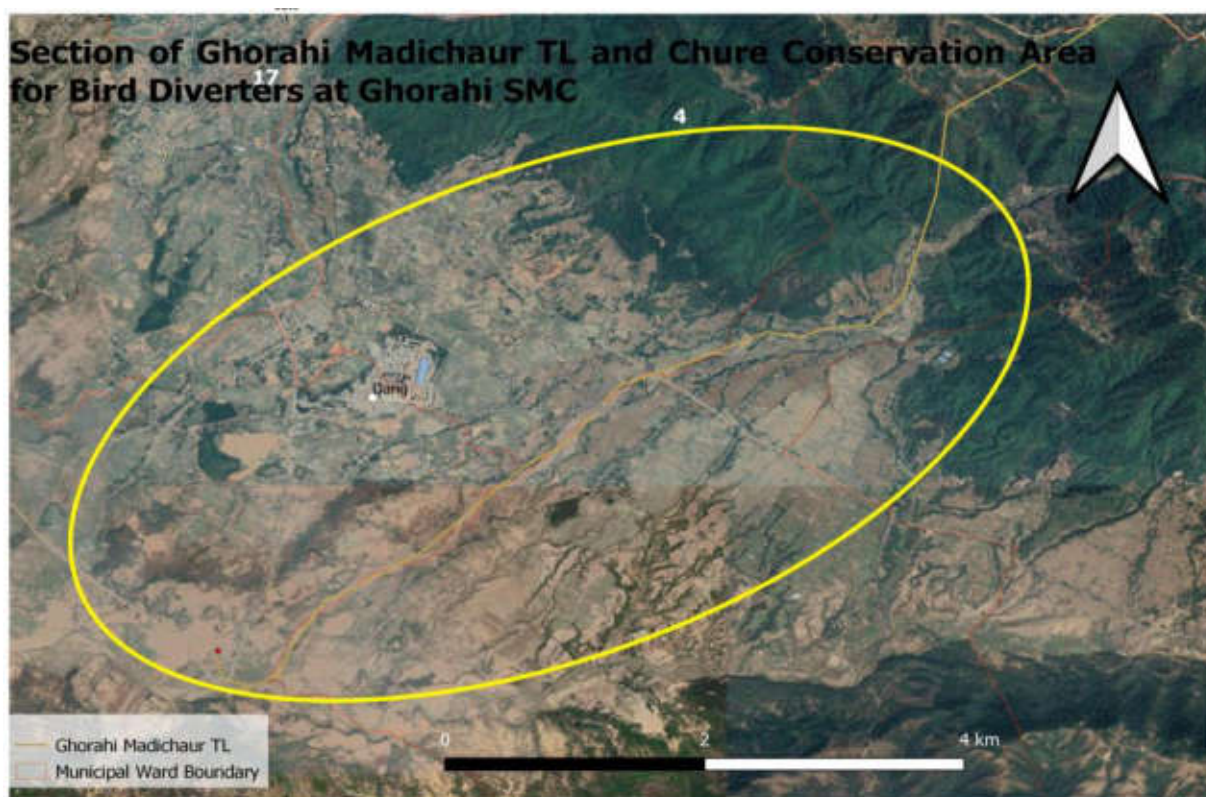 Section of Ghorahi Madichaur TL and Chure Conservation Area
for Bird Diverters at Ghorahi SMC
17
4
Dang
Ghorahi Madichaur TL
Municipal Ward Boundary
0 2 4 km